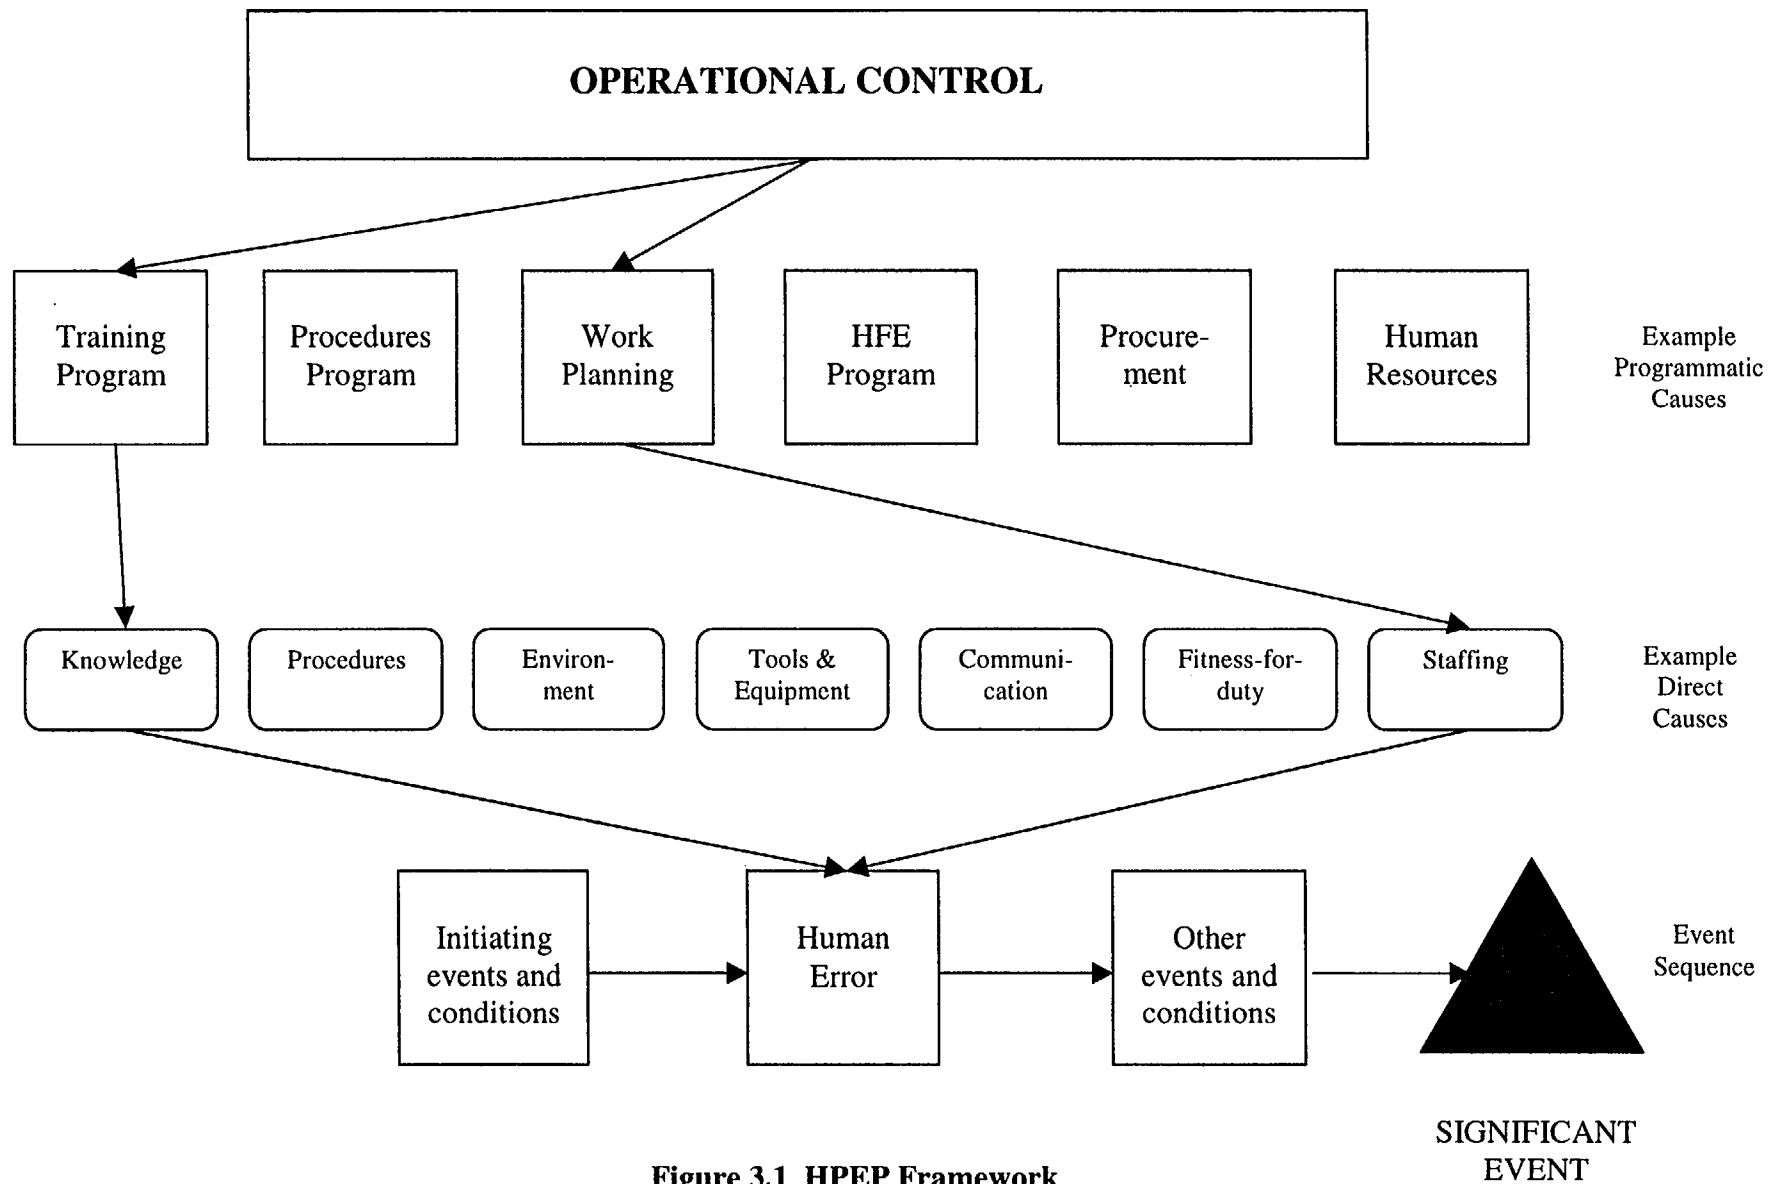 OPERATIONAL CONTROL
Training
Program
Procedures
Program
Work
Planning
HFE
Program
Procure-
ment
Human
Resources
Example
Programmatic
Causes
Knowledge
Procedures
Environ-
ment
Tools &
Equipment
Communi-
cation
Fitness-for-
duty
Staffing
Example
Direct
Causes
Initiating
events and
conditions
Human
Error
Other
events and
conditions
Event
Sequence
SIGNIFICANT
EVENT
Figure 3.1 HPEP Framework